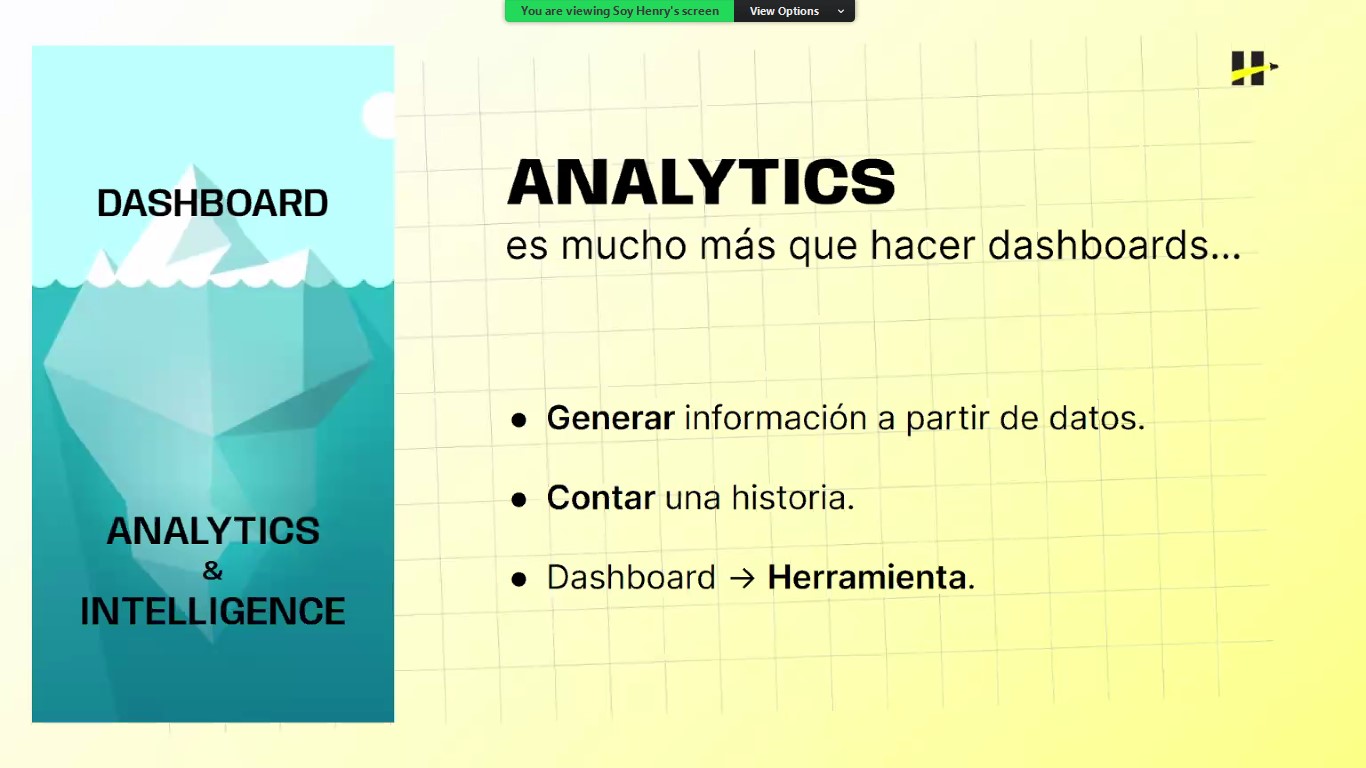 You are viewing Soy Henry's screen
View Options
DASHBOARD
ANALYTICS
&
INTELLIGENCE
ANALYTICS
es mucho más que hacer dashboards...
● Generar información a partir de datos.
● Contar una historia.
● Dashboard → Herramienta.